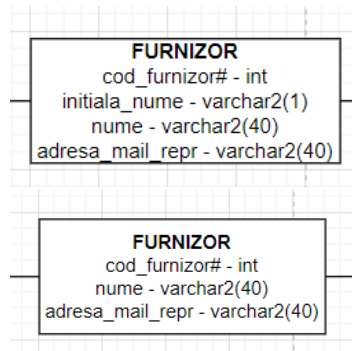 FURNIZOR
cod_furnizor# - int
initiala_nume - varchar2(1)
nume - varchar2(40)
adresa_mail_repr - varchar2(40)
FURNIZOR
cod_furnizor# - int
nume - varchar2(40)
adresa_mail_repr - varchar2(40)